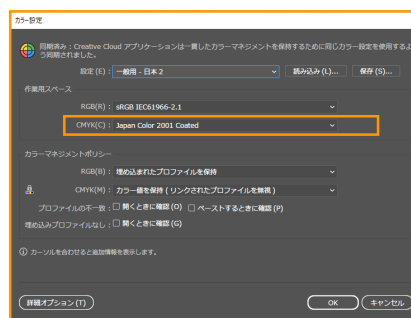 カラー設定
同期済み : Creative Cloud アプリケーションは一貫したカラーマネジメントを保持するために同じカラー設定を使用するよ
う同期されました。
設定 (E) : 一般用 - 日本 2 読み込み (L)... 保存 (S)...
作業用スペース
RGB(R) : sRGB IEC61966-2.1
CMYK(C) : Japan Color 2001 Coated
カラーマネジメントポリシー
RGB(B) : 埋め込まれたプロファイルを保持
CMYK(M) : カラー値を保持 ( リンクされたプロファイルを無視 )
プロファイルの不一致 : 開くときに確認 (O) ペーストするときに確認 (P)
埋め込みプロファイルなし : 開くときに確認 (G)
カーソルを合わせると追加情報を表示します。
詳細オプション (T) OK キャンセル